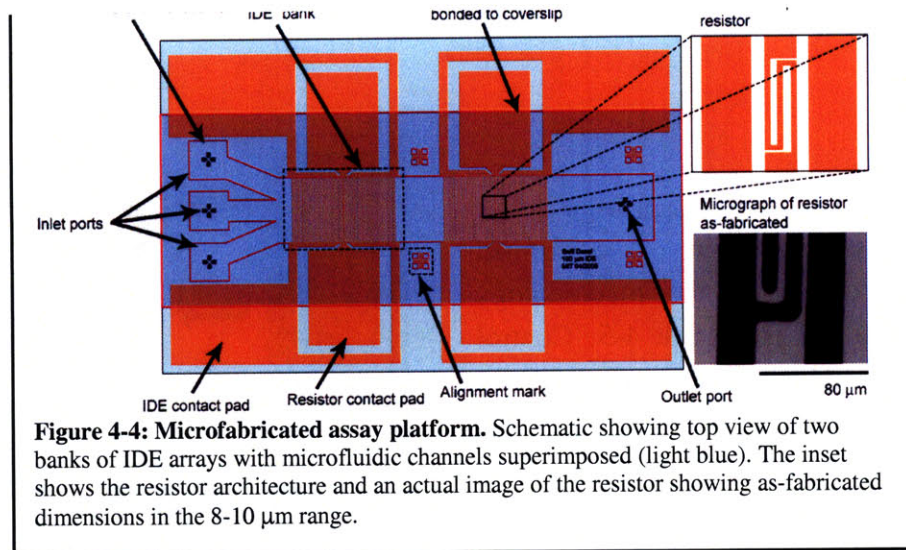 IDE bank
bonded to coverslip
resistor
Inlet ports
Micrograph of resistor
as-fabricated
IDE contact pad
Resistor contact pad
Alignment mark
Outlet port
80 µm
Figure 4-4: Microfabricated assay platform. Schematic showing top view of two
banks of IDE arrays with microfluidic channels superimposed (light blue). The inset
shows the resistor architecture and an actual image of the resistor showing as-fabricated
dimensions in the 8-10 µm range.